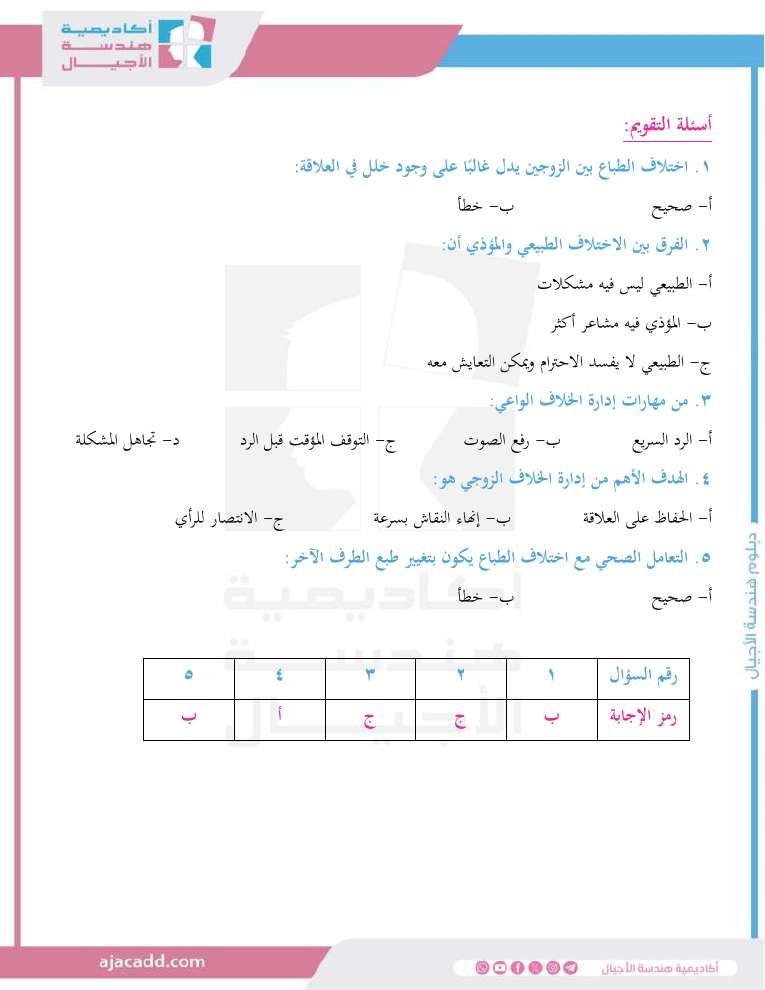 أكاديمية
هندسة
الأجيال
أسئلة التقويم:
١. اختلاف الطباع بين الزوجين يدل غالبًا على وجود خلل في العلاقة:
أ- صحيح ب- خطأ
٢. الفرق بين الاختلاف الطبيعي والمؤذي أن:
أ- الطبيعي ليس فيه مشكلات
ب- المؤذي فيه مشاعر أكثر
ج- الطبيعي لا يفسد الاحترام ويمكن التعايش معه
٣. من مهارات إدارة الخلاف الواعي:
أ- الرد السريع ب- رفع الصوت ج- التوقف المؤقت قبل الرد د- تجاهل المشكلة
٤. الهدف الأهم من إدارة الخلاف الزوجي هو:
أ- الحفاظ على العلاقة ب- إنهاء النقاش بسرعة ج- الانتصار للرأي
٥. التعامل الصحي مع اختلاف الطباع يكون بتغيير طبع الطرف الآخر:
أ- صحيح ب- خطأ
رقم السؤال ١ ٢ ٣ ٤ ٥
رمز الإجابة ب ج ج أ ب
أكاديمية
هندسة
الأجيال
دبلوم هندسة الأجيال
أكاديمية هندسة الأجيال
ajacadd.com